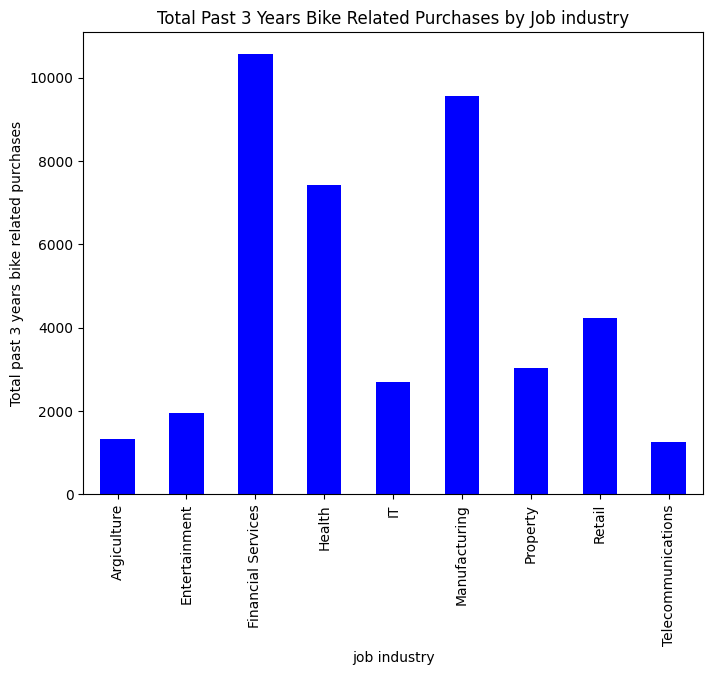 Total Past 3 Years Bike Related Purchases by Job industry
Total past 3 years bike related purchases
10000
8000
6000
4000
2000
0
Argiculture
Entertainment
Financial Services
Health
IT
Manufacturing
Property
Retail
Telecommunications
job industry